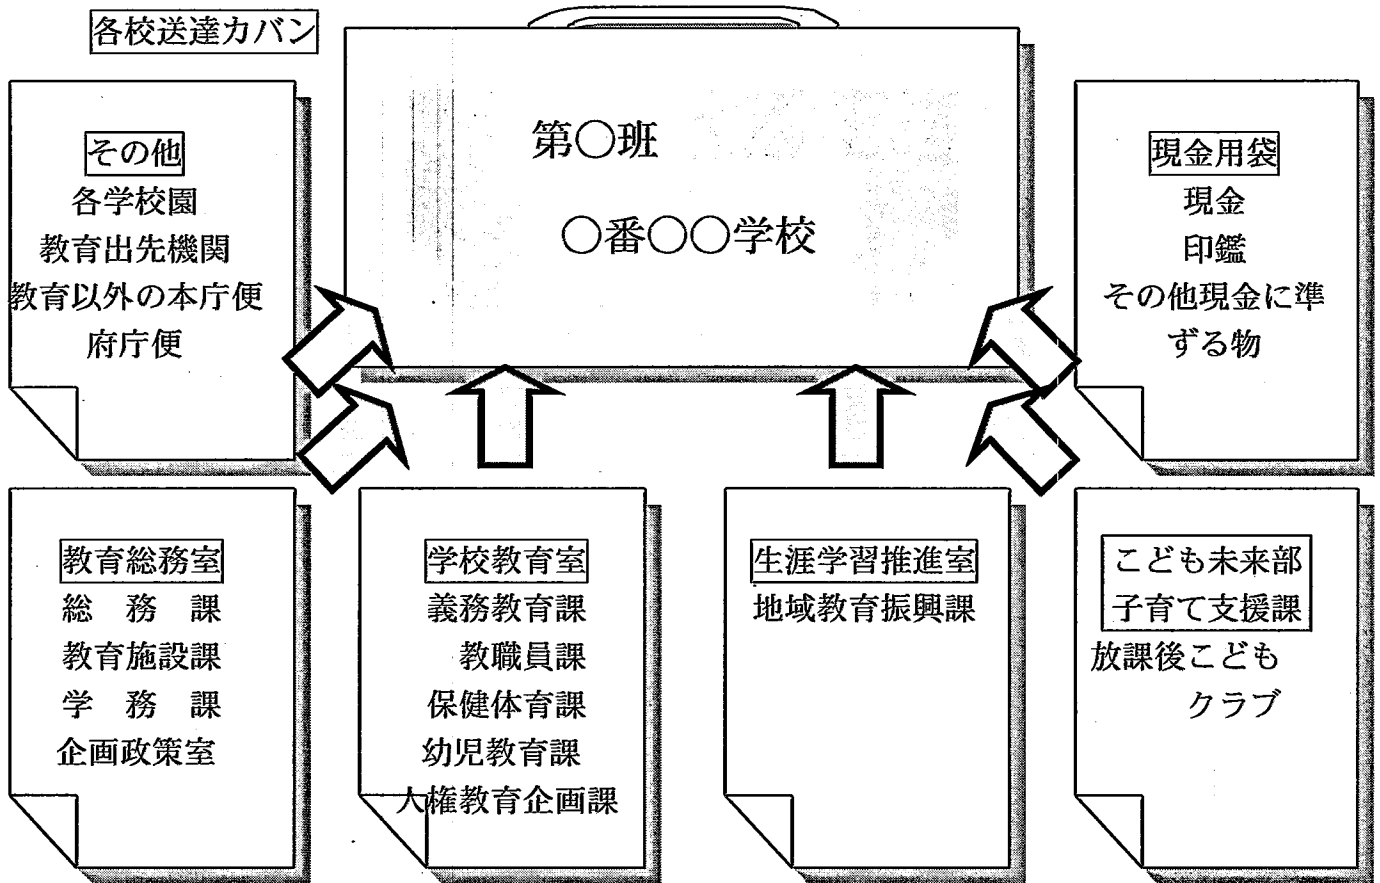 各校送達カバン
第〇班
〇番〇〇学校
その他
各学校園
教育出先機関
教育以外の本庁便
府庁便
現金用袋
現金
印鑑
その他現金に準
ずる物
教育総務室
総　務　課
教育施設課
学　務　課
企画政策室
学校教育室
義務教育課
教職員課
保健体育課
幼児教育課
人権教育企画課
生涯学習推進室
地域教育振興課
こども未来部
子育て支援課
放課後こども
クラブ